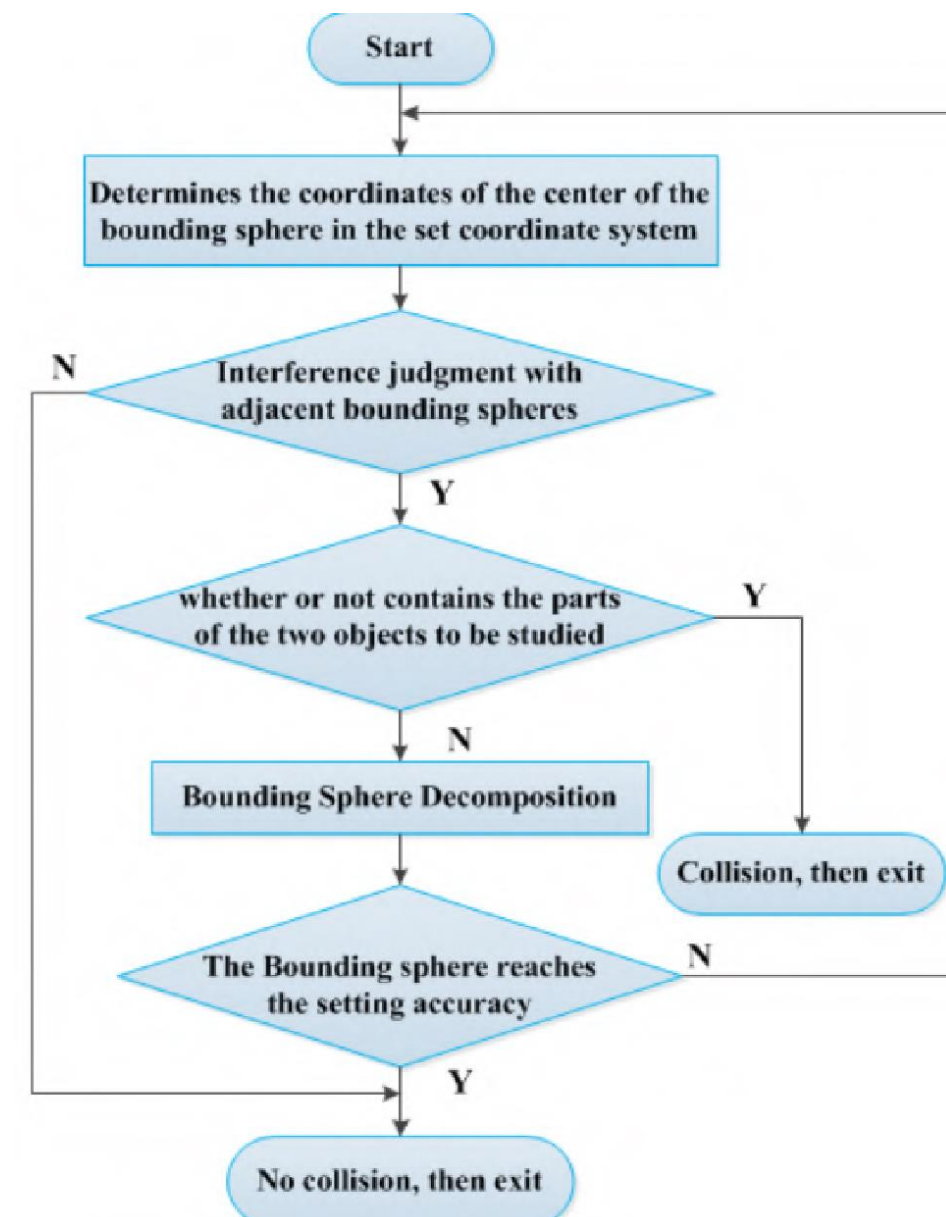 Start
Determines the coordinates of the center of the
bounding sphere in the set coordinate system
N
Interference judgment with
adjacent bounding spheres
Y
whether or not contains the parts
of the two objects to be studied
Y
N
Bounding Sphere Decomposition
Collision, then exit
The Bounding sphere reaches
the setting accuracy
N
Y
No collision, then exit